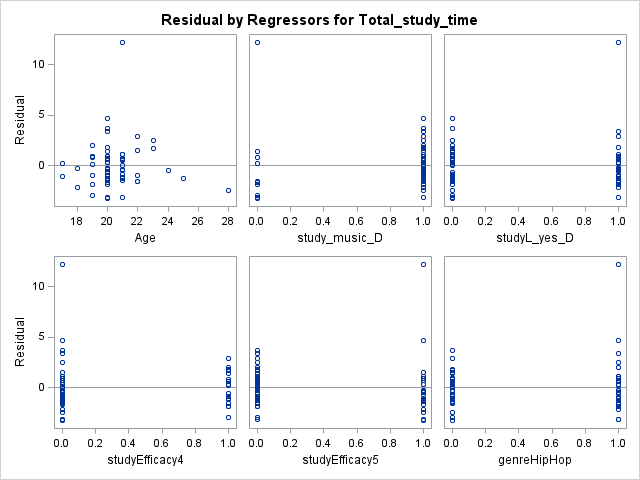 Residual by Regressors for Total_study_time
Residual
10
5
0
18 20 22 24 26 28
Age
0.0 0.2 0.4 0.6 0.8 1.0
study_music_D
0.0 0.2 0.4 0.6 0.8 1.0
studyL_yes_D
Residual
10
5
0
0.0 0.2 0.4 0.6 0.8 1.0
studyEfficacy4
0.0 0.2 0.4 0.6 0.8 1.0
studyEfficacy5
0.0 0.2 0.4 0.6 0.8 1.0
genreHipHop